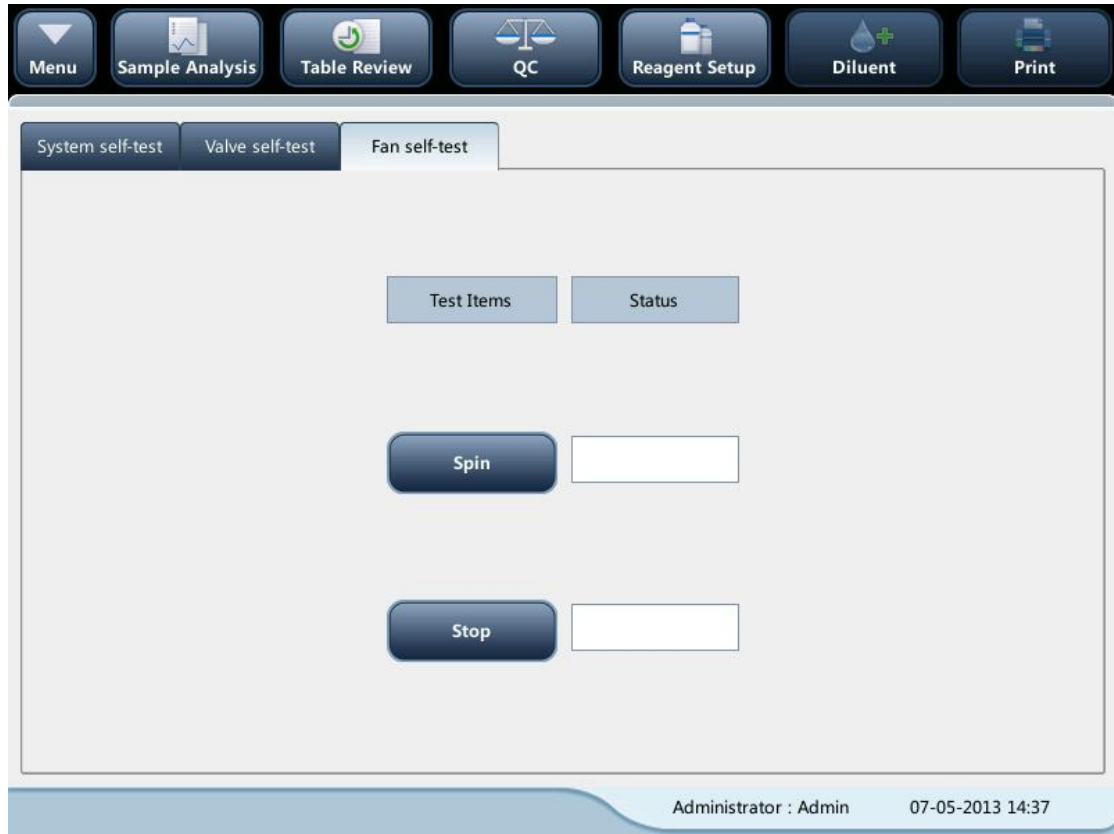 Menu Sample Analysis Table Review QC Reagent Setup Diluent Print
System self-test Valve self-test Fan self-test
Test Items Status
Spin
Stop
Administrator : Admin 07-05-2013 14:37